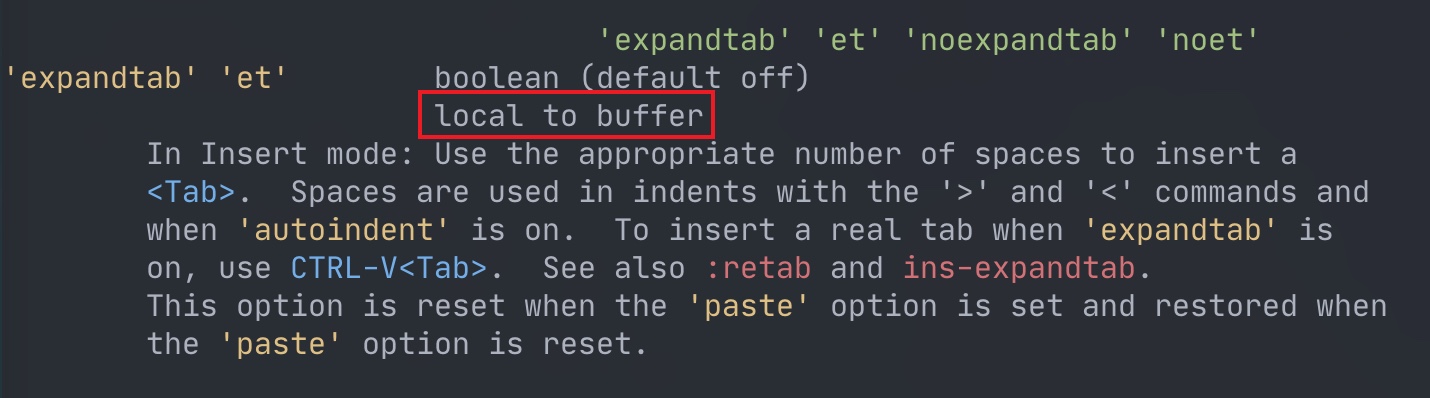 'expandtab' 'et' 'noexpandtab' 'noet'
'expandtab' 'et' boolean (default off)
local to buffer
In Insert mode: Use the appropriate number of spaces to insert a
<Tab>.  Spaces are used in indents with the '>' and '<' commands and
when 'autoindent' is on.  To insert a real tab when 'expandtab' is
on, use CTRL-V<Tab>.  See also :retab and ins-expandtab.
This option is reset when the 'paste' option is set and restored when
the 'paste' option is reset.